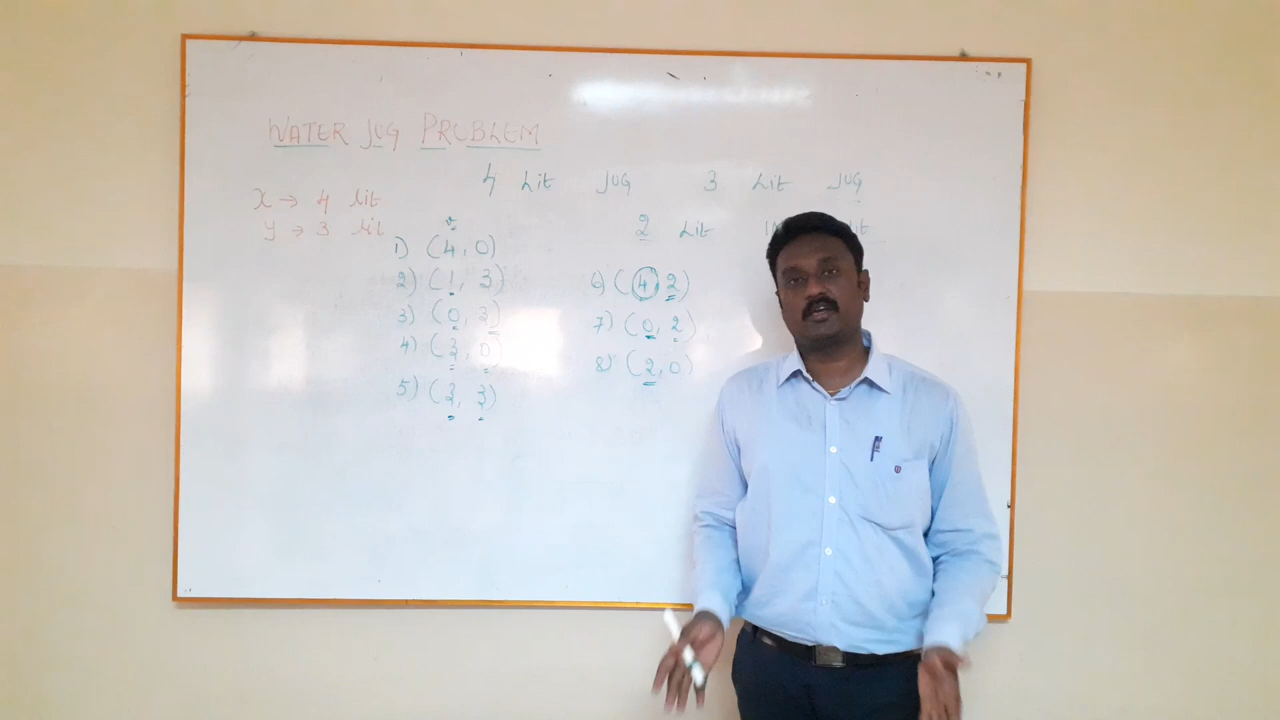 WATER JUG PROBLEM
4 Lit JUG 3 Lit JUG
x → 4 lit
y → 3 lit
2 Lit
1) (4, 0)
2) (1, 3)
3) (0, 3)
4) (3, 0)
5) (3, 3)
6) (4, 2)
7) (0, 2)
8) (2, 0)